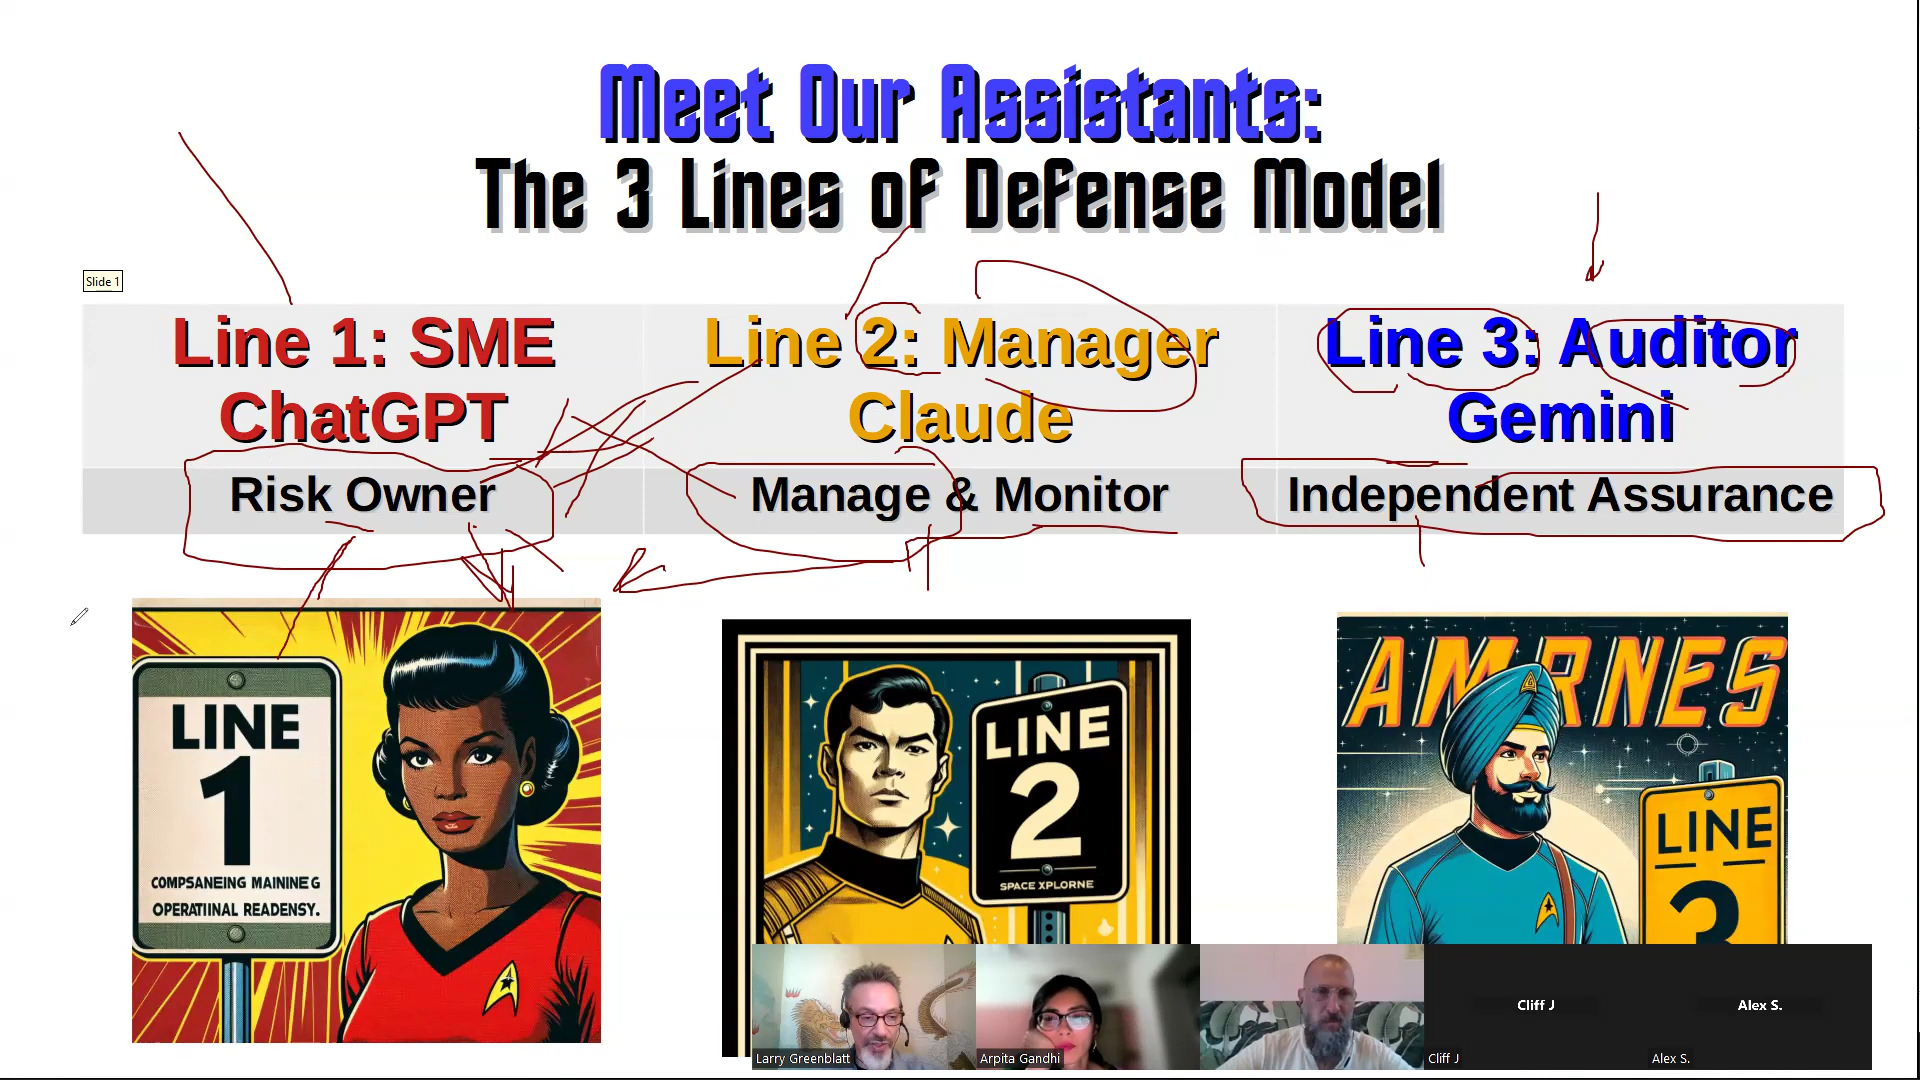 Meet Our Assistants:
The 3 Lines of Defense Model
Slide 1
Line 1: SME
ChatGPT
Line 2: Manager
Claude
Line 3: Auditor
Gemini
Risk Owner
Manage & Monitor
Independent Assurance
LINE
1
COMPSANEING MAINING G
OPERATIINAL READENSY.
LINE
2
SPACE XPLORNE
AMRNES
LINE
3
Larry Greenblatt
Arpita Gandhi
Cliff J
Cliff J
Alex S.
Alex S.